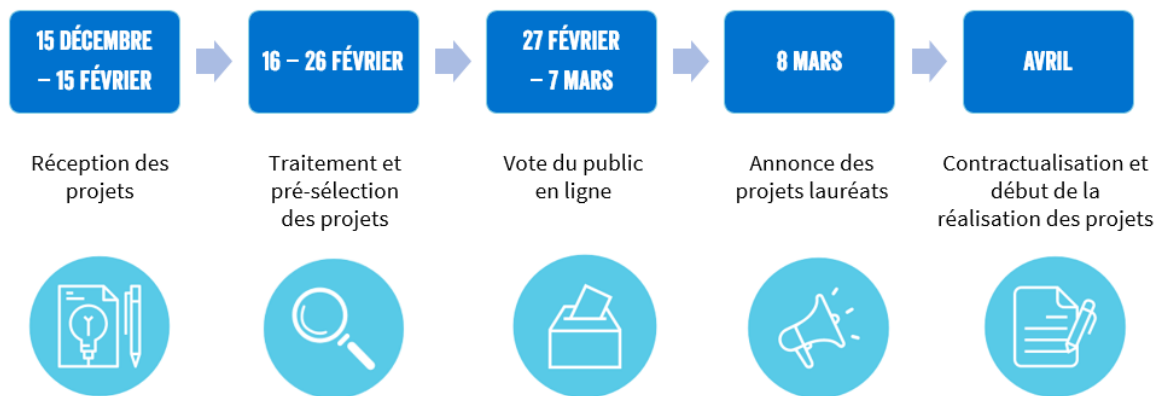 15 DÉCEMBRE
– 15 FÉVRIER
16 – 26 FÉVRIER
27 FÉVRIER
– 7 MARS
8 MARS
AVRIL
Réception des
projets
Traitement et
pré-sélection
des projets
Vote du public
en ligne
Annonce des
projets lauréats
Contractualisation et
début de la
réalisation des projets